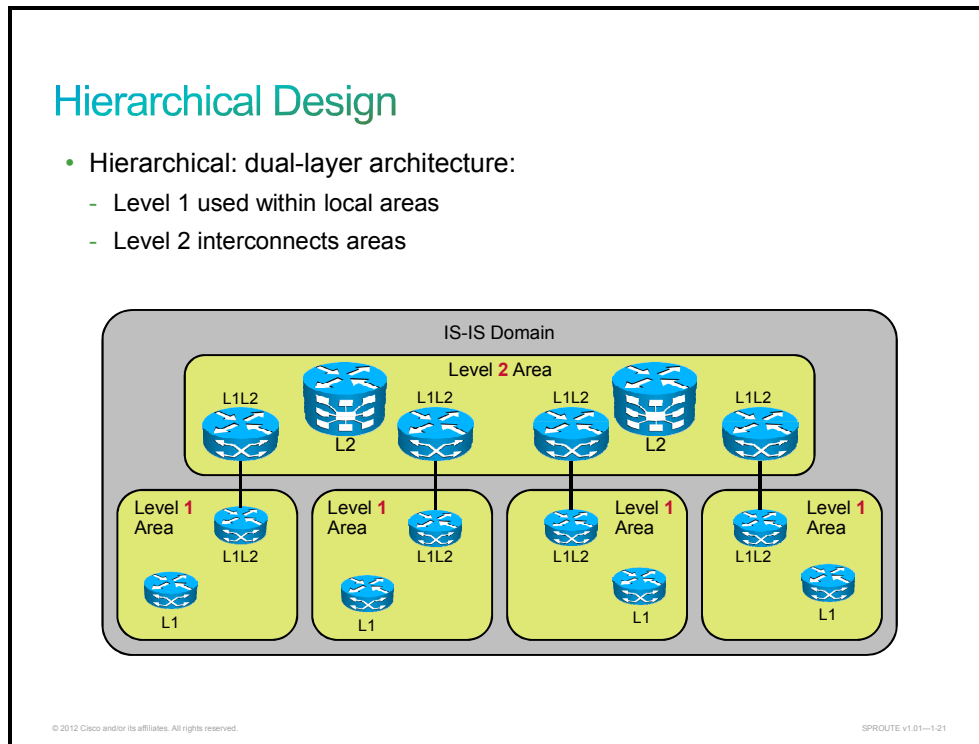 Hierarchical Design
• Hierarchical: dual-layer architecture:
- Level 1 used within local areas
- Level 2 interconnects areas
IS-IS Domain
Level 2 Area
L1L2
L2
L1L2
L1L2
L2
L1L2
Level 1
Area
L1L2
L1
Level 1
Area
L1L2
L1
Level 1
Area
L1L2
L1
Level 1
Area
L1L2
L1
© 2012 Cisco and/or its affiliates. All rights reserved.
SPROUTE v1.01—1-21